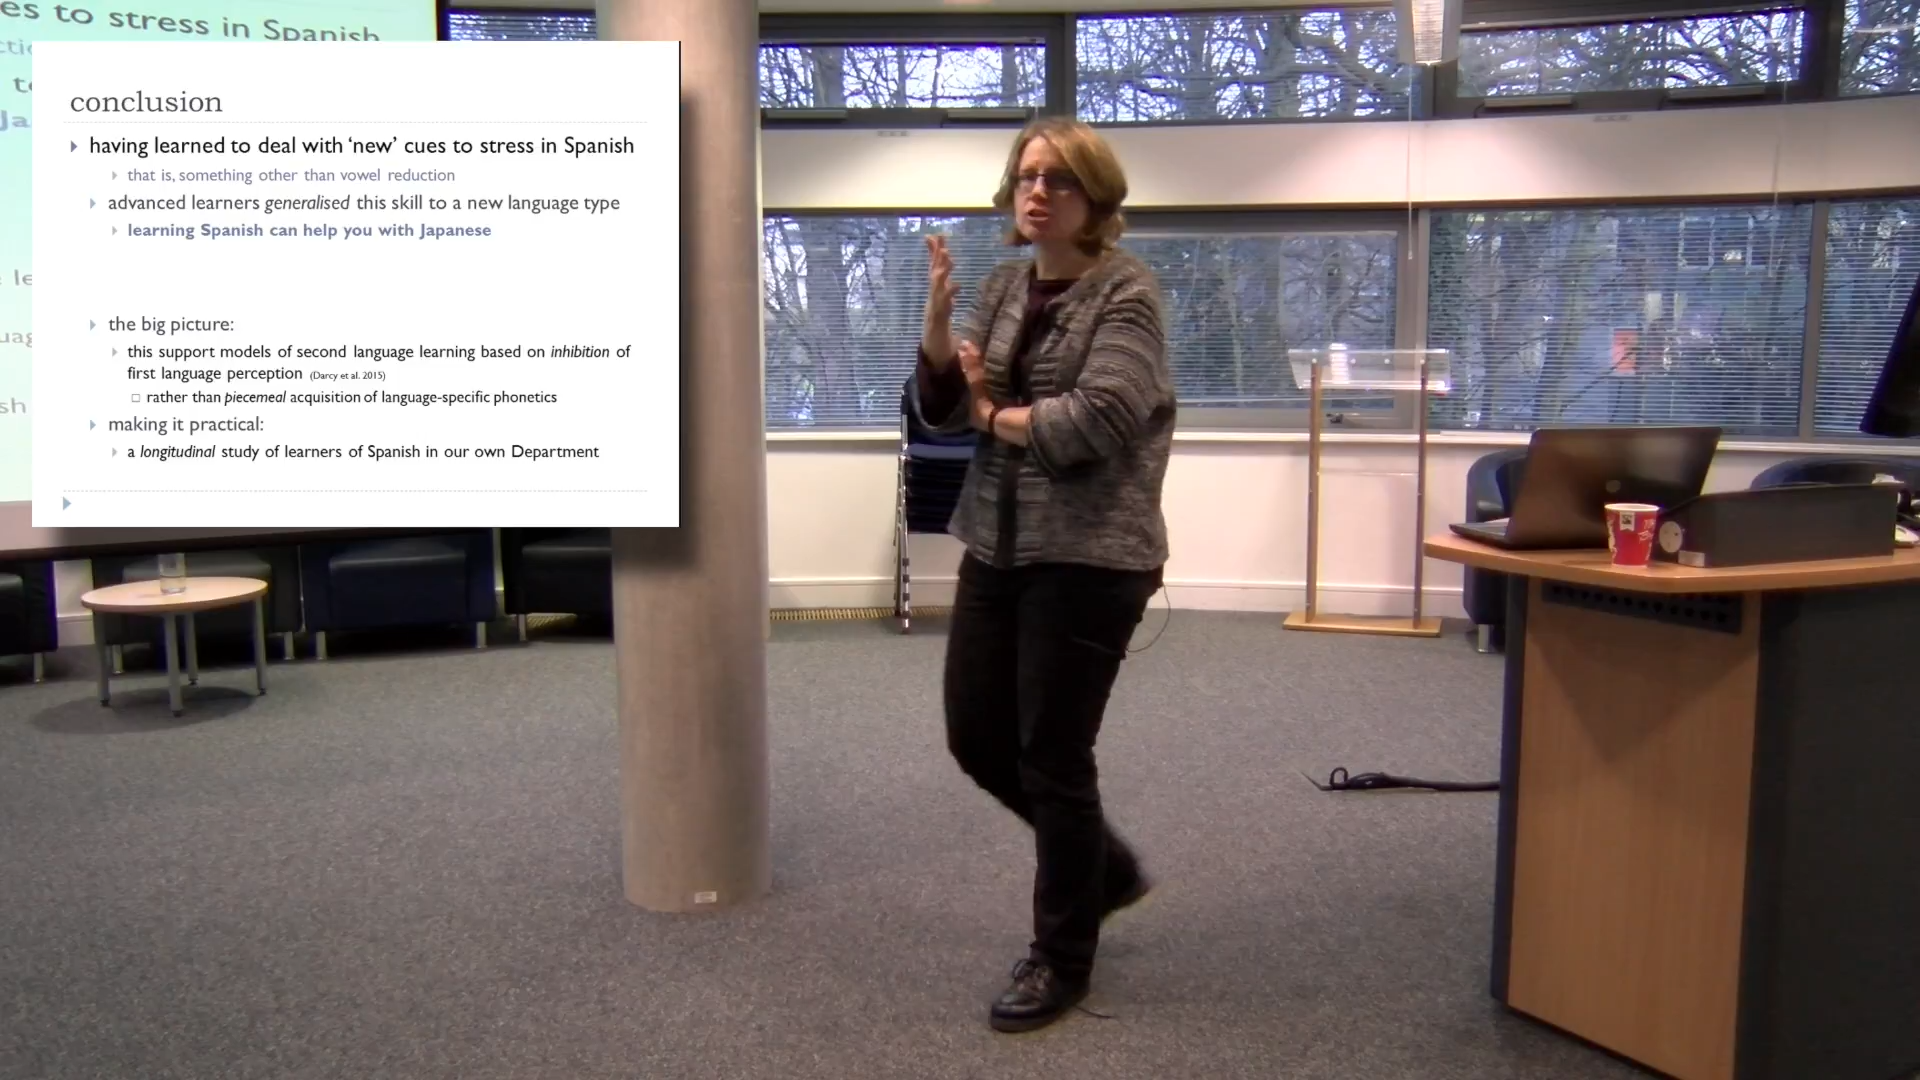 es to stress in Spanish
conclusion
having learned to deal with ‘new’ cues to stress in Spanish
that is, something other than vowel reduction
advanced learners generalised this skill to a new language type
learning Spanish can help you with Japanese
the big picture:
this support models of second language learning based on inhibition of
first language perception (Darcy et al. 2015)
rather than piecemeal acquisition of language-specific phonetics
making it practical:
a longitudinal study of learners of Spanish in our own Department